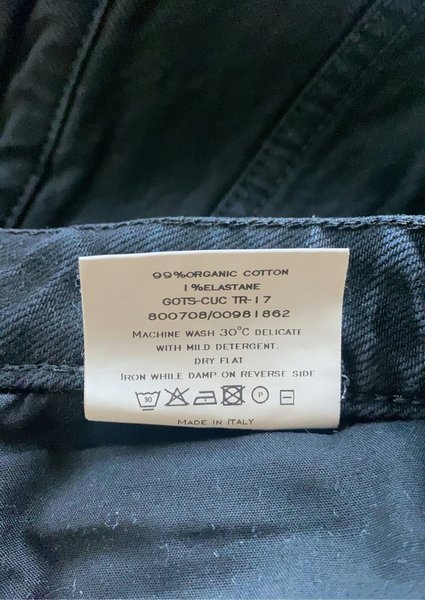 99%ORGANIC COTTON
1%ELASTANE
GOTS-CUC TR-17
800708/00981862
MACHINE WASH 30°C DELICATE
WITH MILD DETERGENT.
DRY FLAT
IRON WHILE DAMP ON REVERSE SIDE
30 P
MADE IN ITALY